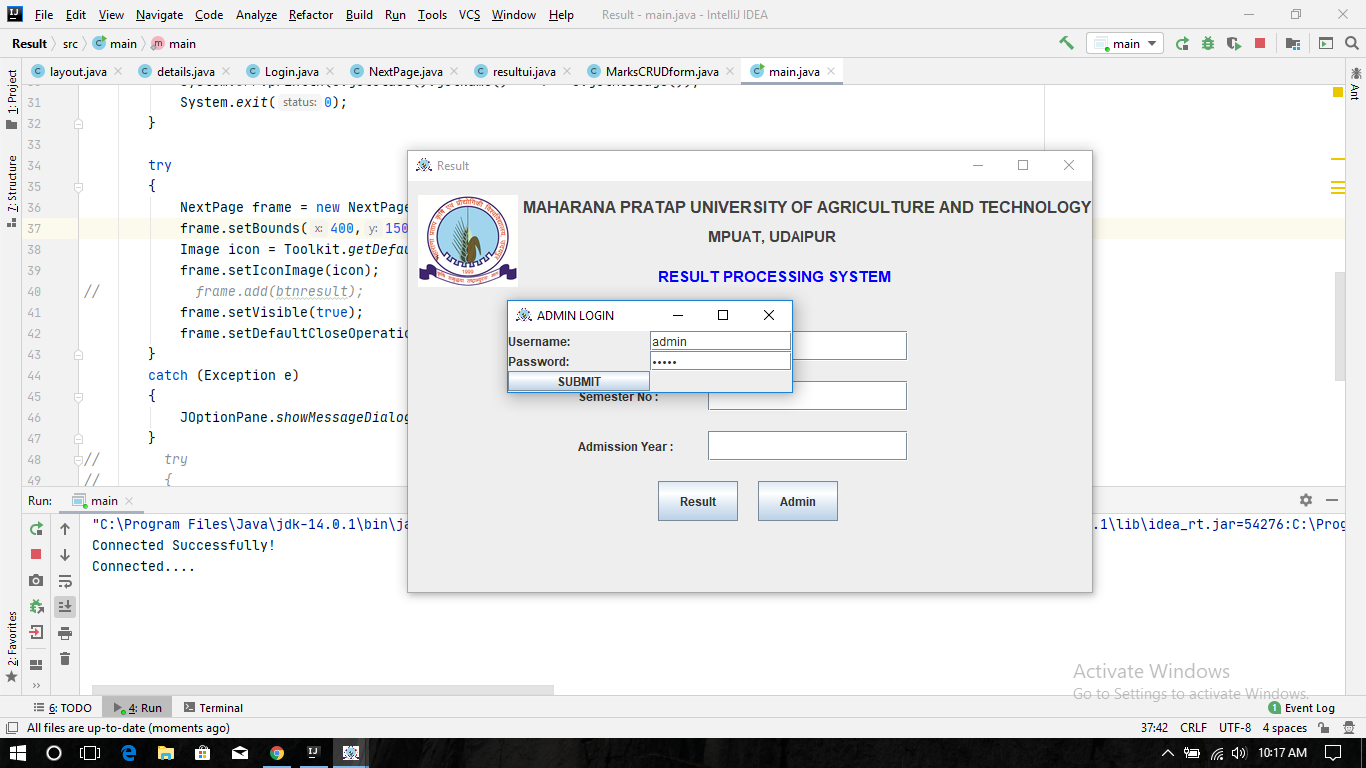 File Edit View Navigate Code Analyze Refactor Build Run Tools VCS Window Help Result - main.java - IntelliJ IDEA
Result src main main main
layout.java details.java Login.java NextPage.java resultui.java MarksCRUDform.java main.java
1: Project
7: Structure
2: Favorites
Ant
31 System.exit( status: 0);
32 }
33
34 try
35 {
36 NextPage frame = new NextPage
37 frame.setBounds( x: 400, y: 150
38 Image icon = Toolkit.getDefau
39 frame.setIconImage(icon);
40 // frame.add(btnresult);
41 frame.setVisible(true);
42 frame.setDefaultCloseOperatio
43 }
44 catch (Exception e)
45 {
46 JOptionPane.showMessageDialog
47 }
48 // try
49 // {
Result
MAHARANA PRATAP UNIVERSITY OF AGRICULTURE AND TECHNOLOGY
MPUAT, UDAIPUR
RESULT PROCESSING SYSTEM
ADMIN LOGIN
Username: admin
Password: •••••
SUBMIT
Semester No :
Admission Year :
Result Admin
Run: main
"C:\Program Files\Java\jdk-14.0.1\bin\ja .1\lib\idea_rt.jar=54276:C:\Prog
Connected Successfully!
Connected....
Activate Windows
Go to Settings to activate Windows.
6: TODO 4: Run Terminal 1 Event Log
All files are up-to-date (moments ago) 37:42 CRLF UTF-8 4 spaces
10:17 AM